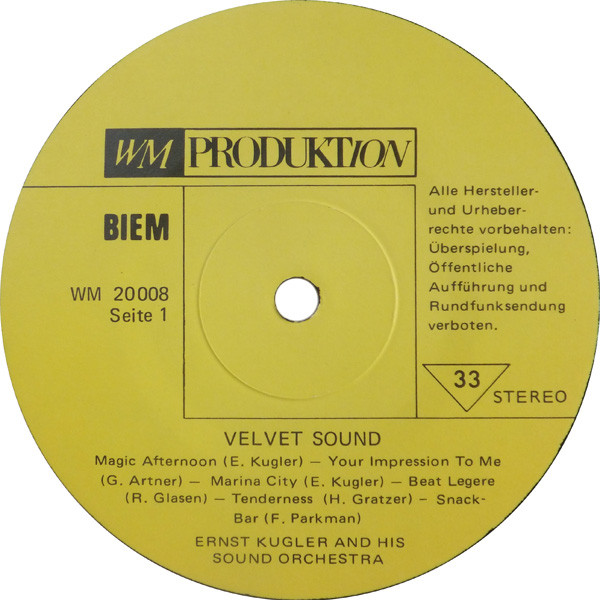 WM PRODUKTION
BIEM
WM 20008
Seite 1
Alle Hersteller-
und Urheber-
rechte vorbehalten:
Überspielung,
Öffentliche
Aufführung und
Rundfunksendung
verboten.
33
STEREO
VELVET SOUND
Magic Afternoon (E. Kugler) — Your Impression To Me
(G. Artner) — Marina City (E. Kugler) — Beat Legere
(R. Glasen) — Tenderness (H. Gratzer) — Snack-
Bar (F. Parkman)
ERNST KUGLER AND HIS
SOUND ORCHESTRA